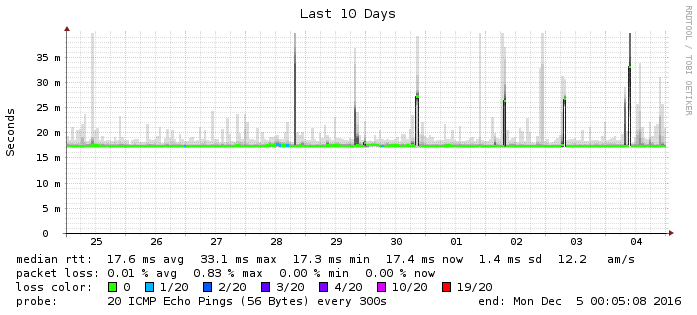 Last 10 Days
RRDTOOL / TOBI OETIKER
Seconds
35 m
30 m
25 m
20 m
15 m
10 m
5 m
0
25 26 27 28 29 30 01 02 03 04
median rtt: 17.6 ms avg 33.1 ms max 17.3 ms min 17.4 ms now 1.4 ms sd 12.2 am/s
packet loss: 0.01 % avg 0.83 % max 0.00 % min 0.00 % now
loss color: 0 1/20 2/20 3/20 4/20 10/20 19/20
probe: 20 ICMP Echo Pings (56 Bytes) every 300s end: Mon Dec 5 00:05:08 2016